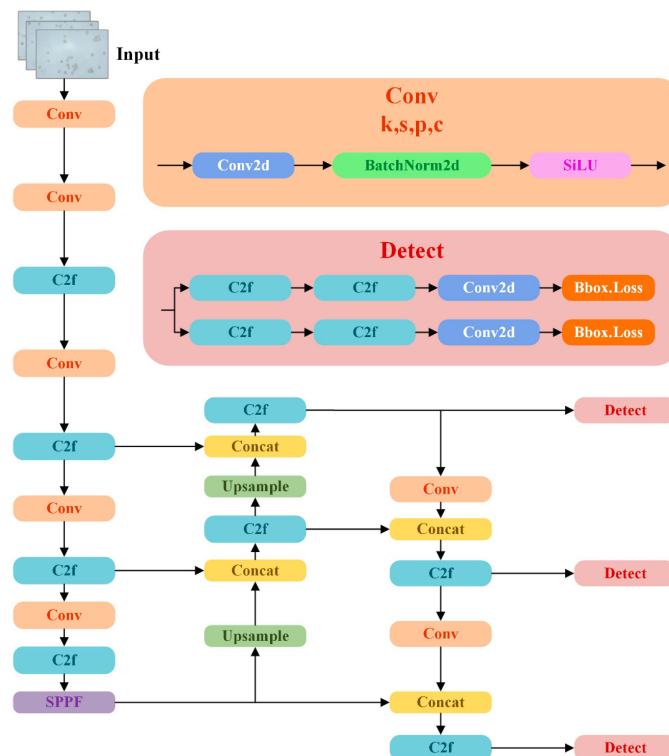 Input
Conv
Conv
C2f
Conv
C2f
Conv
C2f
Conv
C2f
SPPF
Conv
k,s,p,c
Conv2d BatchNorm2d SiLU
Detect
C2f C2f Conv2d Bbox.Loss
C2f C2f Conv2d Bbox.Loss
C2f
Concat
Upsample
C2f
Concat
Upsample
Conv
Concat
C2f
Conv
Concat
C2f
Detect
Detect
Detect